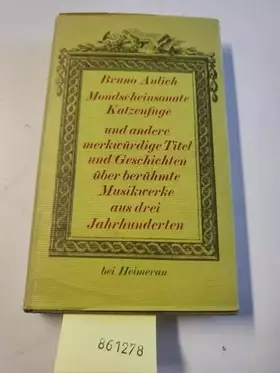 Bruno Aulich
Mondscheinsonate
Katzenfuge
und andere
merkwürdige Titel
und Geschichten
über berühmte
Musikwerke
aus drei
Jahrhunderten
bei Heimeran
861278